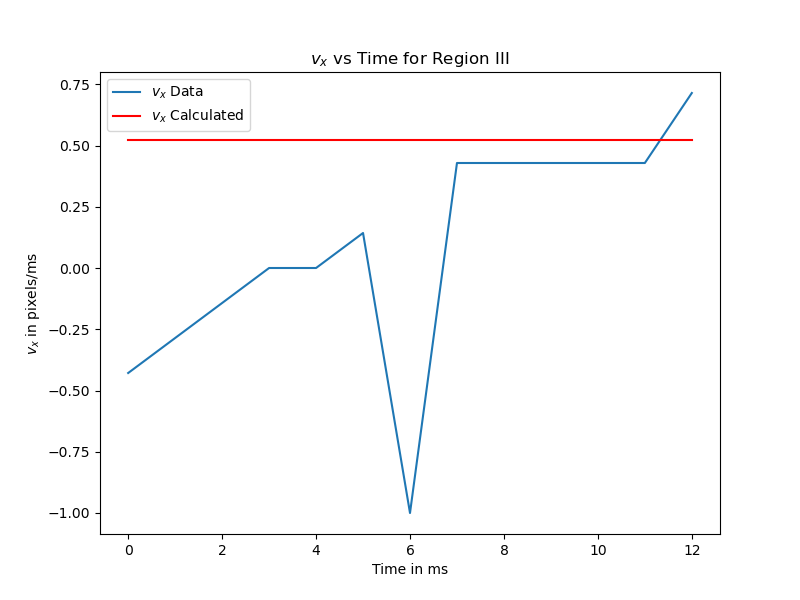 v_x vs Time for Region III
v_x Data
v_x Calculated
0.75
0.50
0.25
0.00
−0.25
−0.50
−0.75
−1.00
v_x in pixels/ms
0 2 4 6 8 10 12
Time in ms